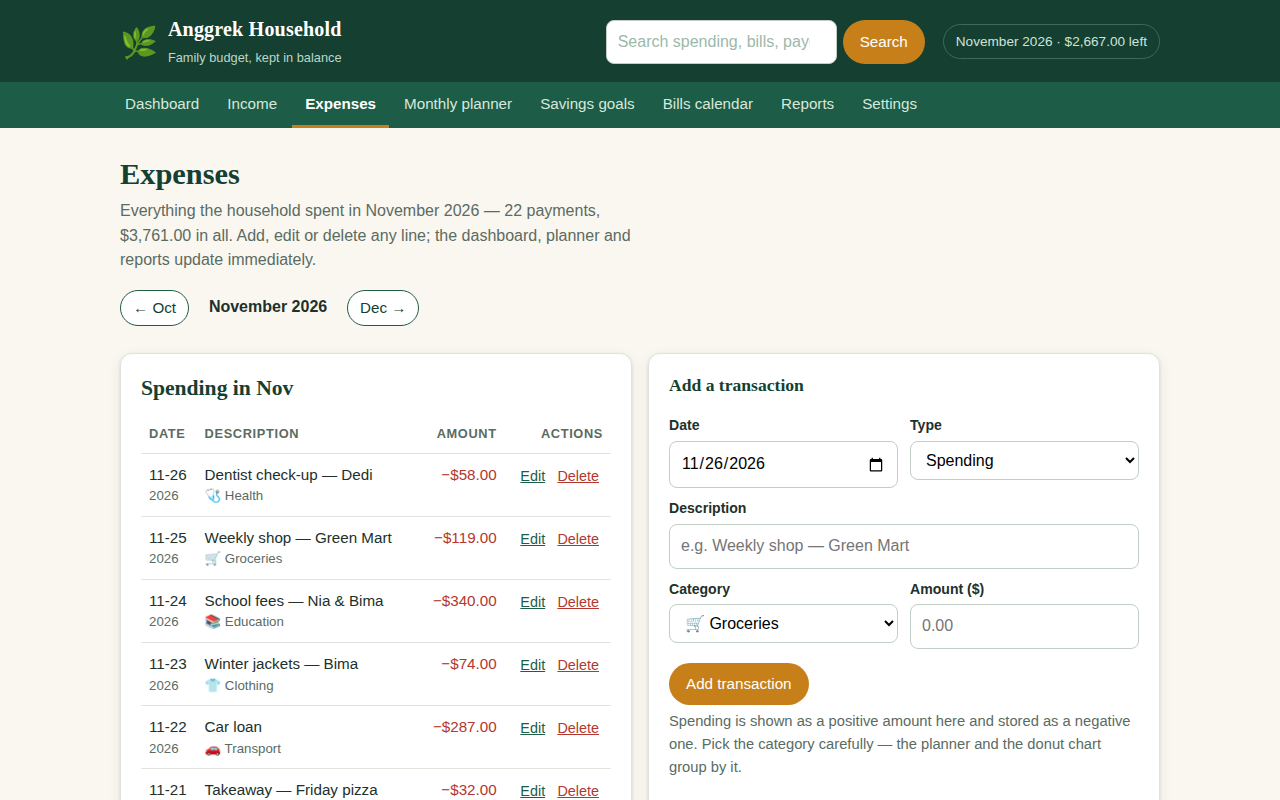 Anggrek Household
Family budget, kept in balance
Search spending, bills, pay
Search
November 2026 · $2,667.00 left
Dashboard
Income
Expenses
Monthly planner
Savings goals
Bills calendar
Reports
Settings
Expenses
Everything the household spent in November 2026 — 22 payments,
$3,761.00 in all. Add, edit or delete any line; the dashboard, planner and
reports update immediately.
← Oct
November 2026
Dec →
Spending in Nov
DATE DESCRIPTION AMOUNT ACTIONS
11-26 Dentist check-up — Dedi −$58.00 Edit Delete
2026 Health
11-25 Weekly shop — Green Mart −$119.00 Edit Delete
2026 Groceries
11-24 School fees — Nia & Bima −$340.00 Edit Delete
2026 Education
11-23 Winter jackets — Bima −$74.00 Edit Delete
2026 Clothing
11-22 Car loan −$287.00 Edit Delete
2026 Transport
11-21 Takeaway — Friday pizza −$32.00 Edit Delete
Add a transaction
Date
11/26/2026
Type
Spending
Description
e.g. Weekly shop — Green Mart
Category
Groceries
Amount ($)
0.00
Add transaction
Spending is shown as a positive amount here and stored as a negative
one. Pick the category carefully — the planner and the donut chart
group by it.